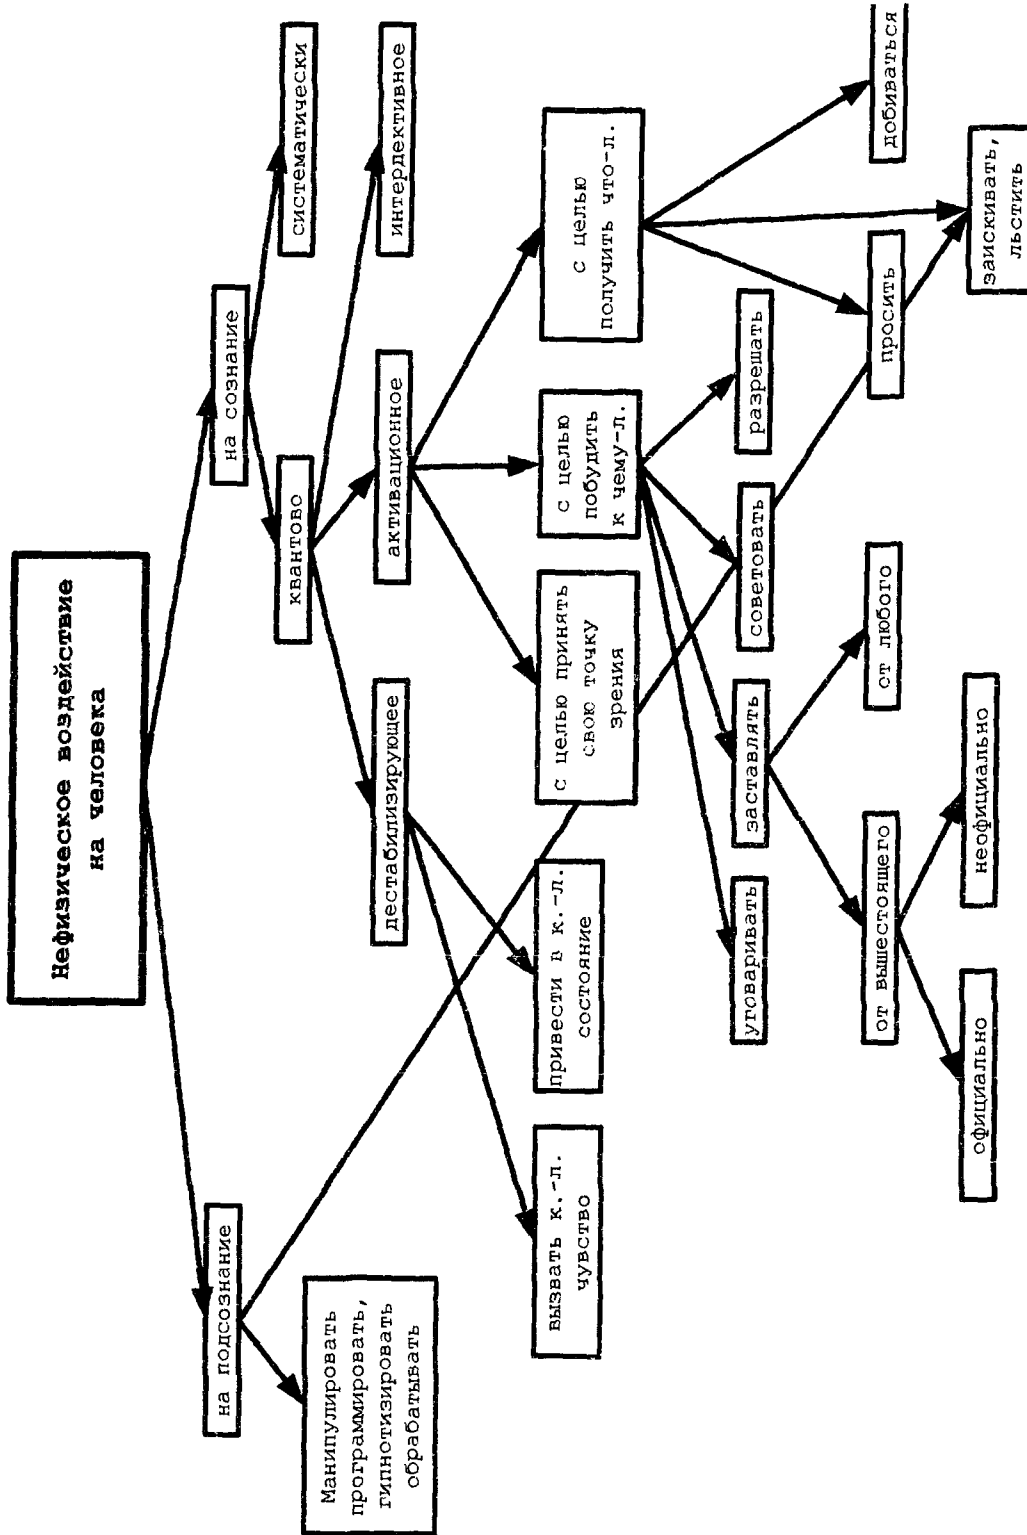 Нефизическое воздействие
на человека
на подсознание
на сознание
Манипулировать
программировать,
гипнотизировать
обрабатывать
квантово
систематически
дестабилизирующее
активационное
интердективное
вызвать к.-л.
чувство
привести в к.-л.
состояние
с целью принять
свою точку
зрения
с целью
побудить
к чему-л.
с целью
получить что-л.
уговаривать
заставлять
советовать
разрешать
от вышестоящего
от любого
просить
добиваться
официально
неофициально
заискивать,
льстить